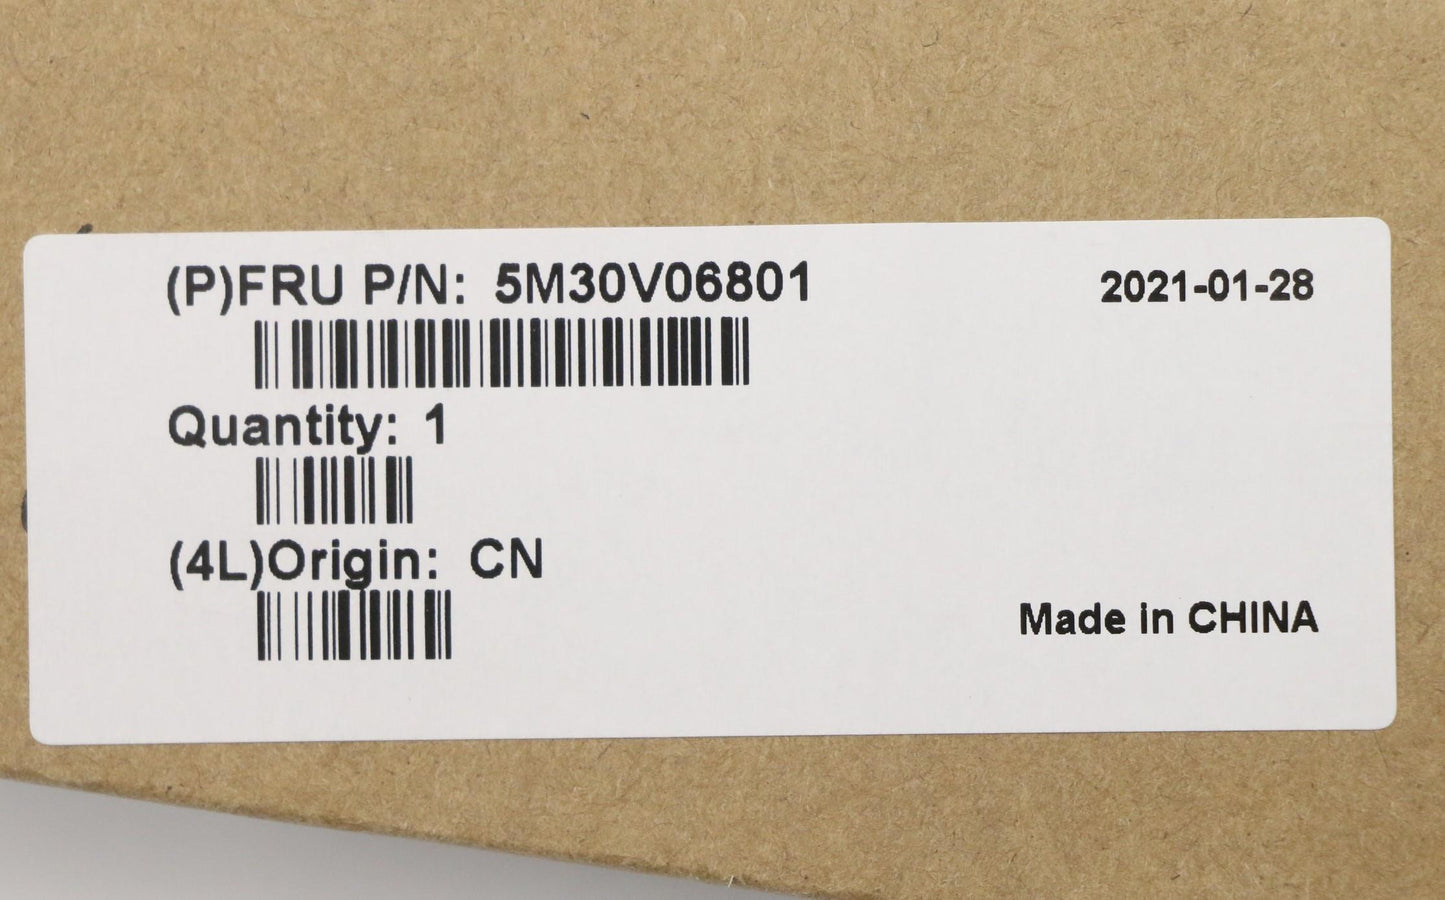 (P)FRU P/N: 5M30V06801
2021-01-28
Quantity: 1
(4L)Origin: CN
Made in CHINA